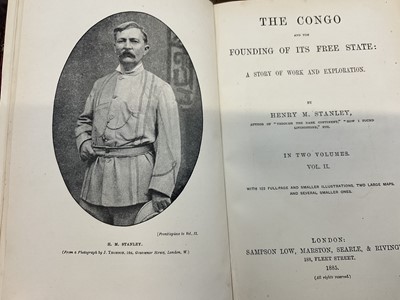 [Frontispiece to Vol. II.
H. M. STANLEY.
(From a Photograph by J. Thomson, 70a, Grosvenor Street, London, W.)
THE CONGO
AND THE
FOUNDING OF ITS FREE STATE:
A STORY OF WORK AND EXPLORATION.
BY
HENRY M. STANLEY,
AUTHOR OF "THROUGH THE DARK CONTINENT," "HOW I FOUND
LIVINGSTONE," ETC.
IN TWO VOLUMES.
VOL. II.
WITH 122 FULL-PAGE AND SMALLER ILLUSTRATIONS, TWO LARGE MAPS,
AND SEVERAL SMALLER ONES.
LONDON:
SAMPSON LOW, MARSTON, SEARLE, & RIVING
188, FLEET STREET.
1885.
(All rights reserved.)